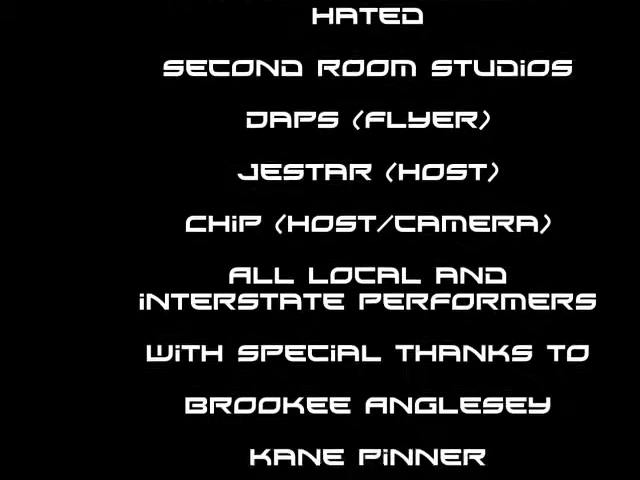 HATED
SECOND ROOM STUDiOS
DAPS (FLYER)
JESTAR (HOST)
CHiP (HOST/CAMERA)
ALL LOCAL AND
iNTERSTATE PERFORMERS
WiTH SPECiAL THANKS TO
BROOKEE ANGLESEY
KANE PiNNER